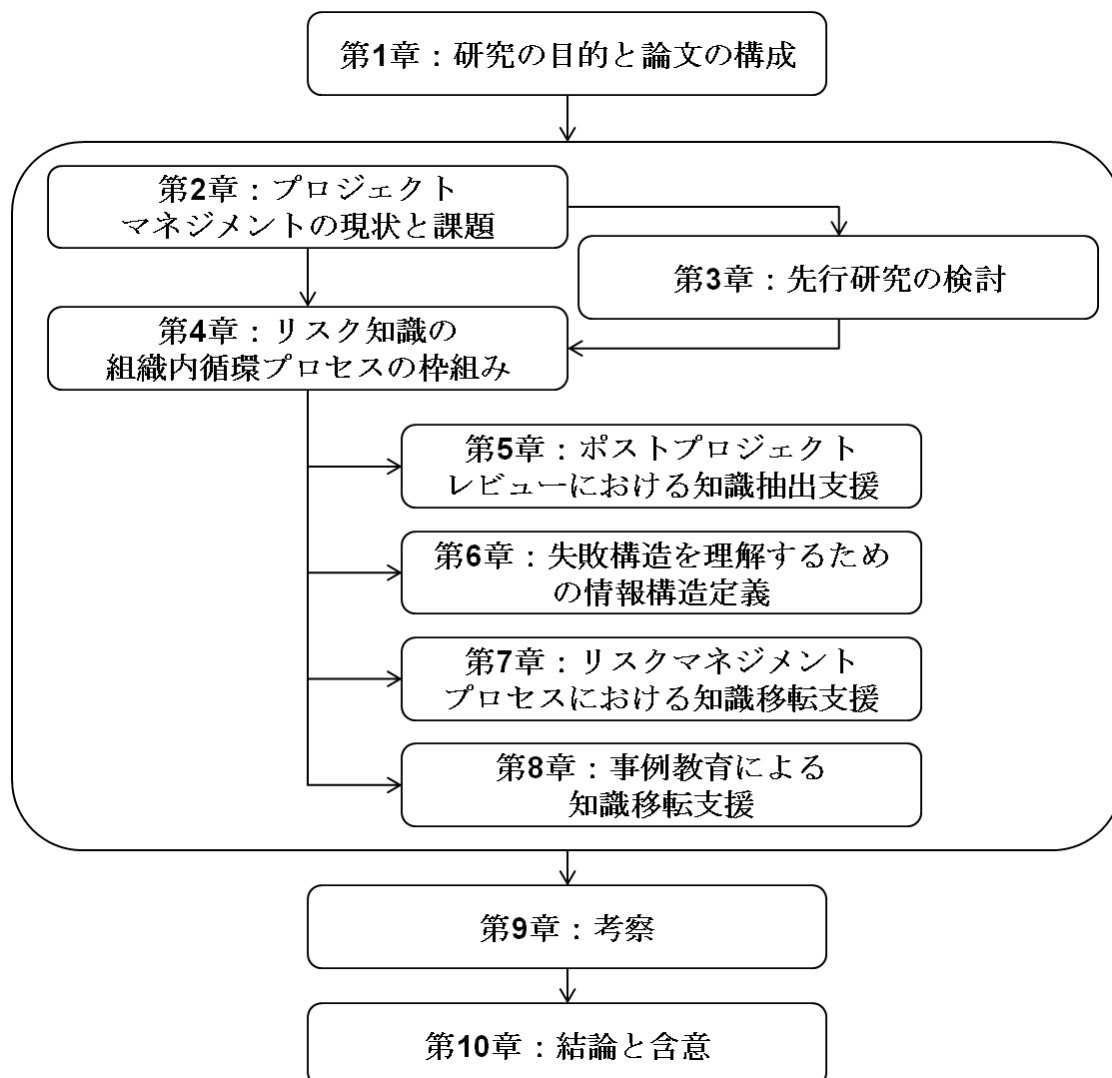 第1章：研究の目的と論文の構成
第2章：プロジェクト
マネジメントの現状と課題
第3章：先行研究の検討
第4章：リスク知識の
組織内循環プロセスの枠組み
第5章：ポストプロジェクト
レビューにおける知識抽出支援
第6章：失敗構造を理解するため
の情報構造定義
第7章：リスクマネジメント
プロセスにおける知識移転支援
第8章：事例教育による
知識移転支援
第9章：考察
第10章：結論と含意